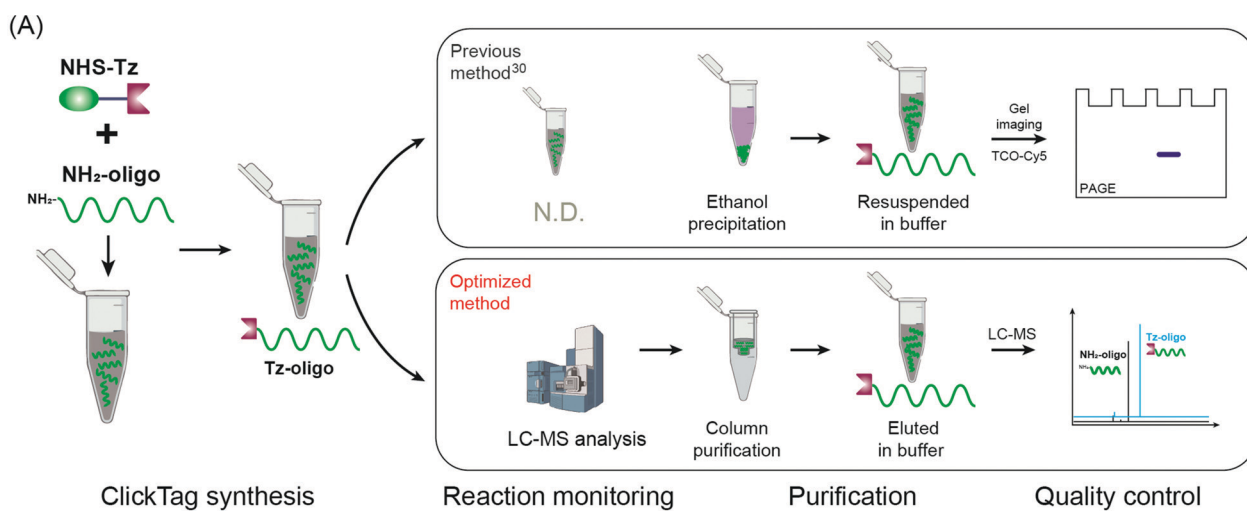 (A)
NHS-Tz
+
NH₂-oligo
NH₂-
Tz-oligo
Previous
method³⁰
N.D.
Ethanol
precipitation
Resuspended
in buffer
Gel
imaging
TCO-Cy5
PAGE
Optimized
method
LC-MS analysis
Column
purification
Eluted
in buffer
LC-MS
NH₂-oligo
NH₂-
Tz-oligo
ClickTag synthesis
Reaction monitoring
Purification
Quality control